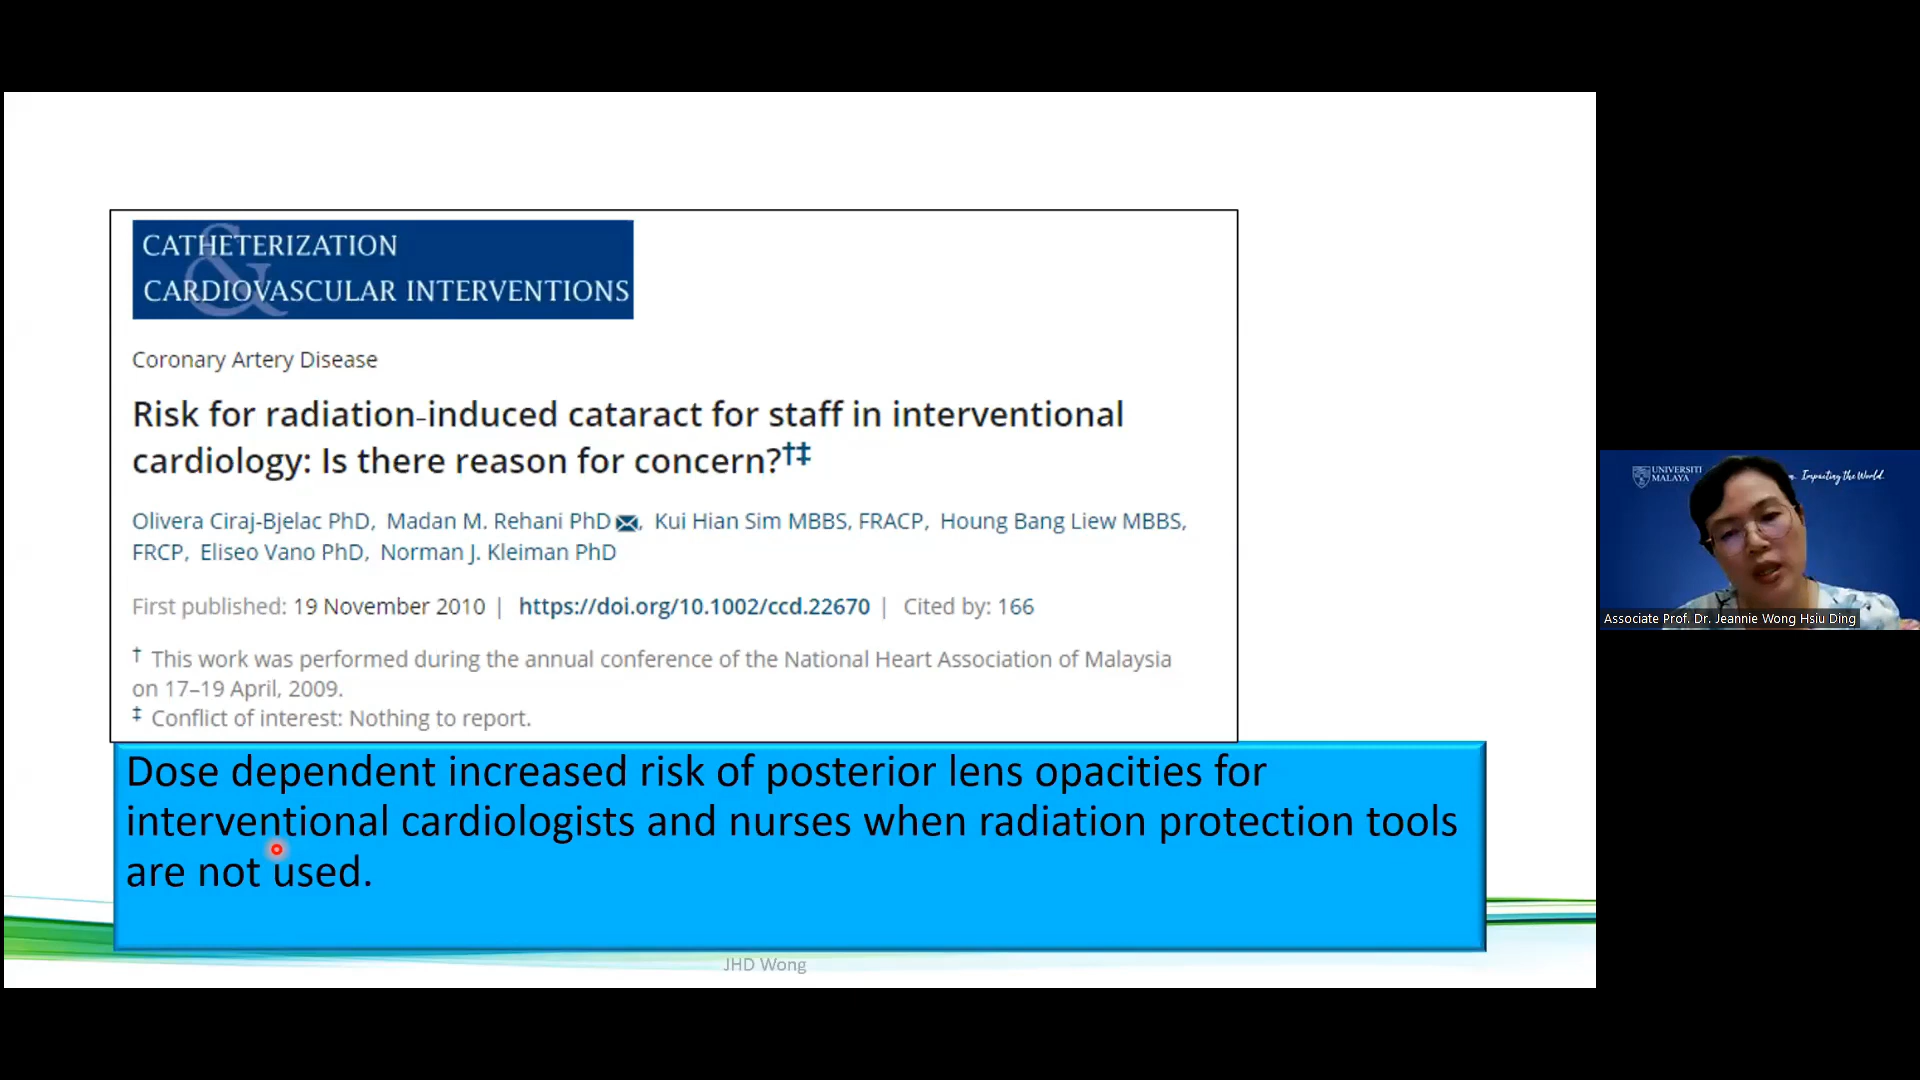 CATHETERIZATION
&
CARDIOVASCULAR INTERVENTIONS
Coronary Artery Disease
Risk for radiation-induced cataract for staff in interventional
cardiology: Is there reason for concern?†‡
Olivera Ciraj-Bjelac PhD, Madan M. Rehani PhD, Kui Hian Sim MBBS, FRACP, Houng Bang Liew MBBS,
FRCP, Eliseo Vano PhD, Norman J. Kleiman PhD
First published: 19 November 2010 | https://doi.org/10.1002/ccd.22670 | Cited by: 166
† This work was performed during the annual conference of the National Heart Association of Malaysia
on 17–19 April, 2009.
‡ Conflict of interest: Nothing to report.
Dose dependent increased risk of posterior lens opacities for
interventional cardiologists and nurses when radiation protection tools
are not used.
JHD Wong
UNIVERSITI
MALAYA
Impacting the World.
Associate Prof. Dr. Jeannie Wong Hsiu Ding